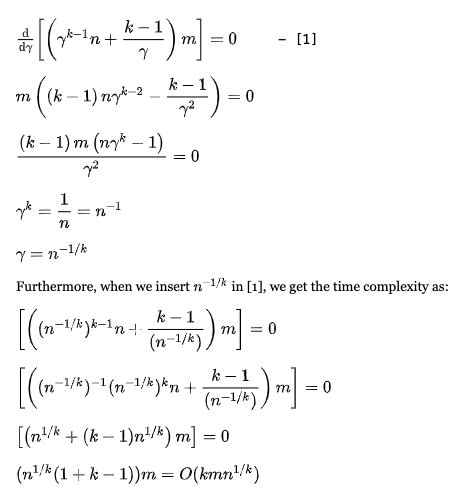 d/dγ [(γ^{k−1}n + (k − 1)/γ) m] = 0 – [1]
m ((k − 1) nγ^{k−2} − (k − 1)/γ²) = 0
(k − 1) m (nγ^k − 1)/γ² = 0
γ^k = 1/n = n^{−1}
γ = n^{−1/k}
Furthermore, when we insert n^{−1/k} in [1], we get the time complexity as:
[((n^{−1/k})^{k−1}n + (k − 1)/(n^{−1/k})) m] = 0
[((n^{−1/k})^{−1}(n^{−1/k})^k n + (k − 1)/(n^{−1/k})) m] = 0
[(n^{1/k} + (k − 1)n^{1/k}) m] = 0
(n^{1/k}(1 + k − 1))m = O(kmn^{1/k})